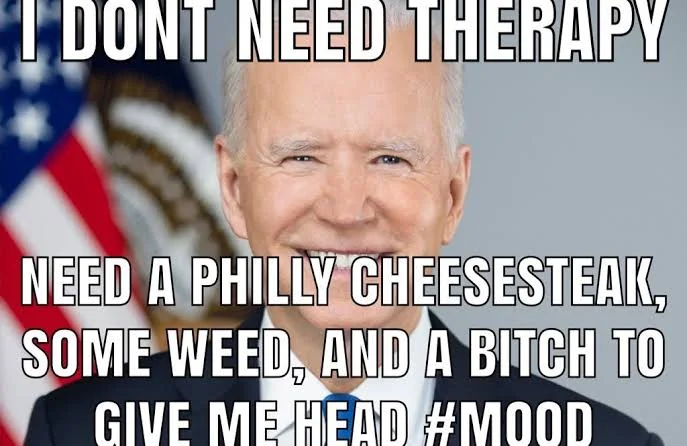 I DONT NEED THERAPY
NEED A PHILLY CHEESESTEAK,
SOME WEED, AND A BITCH TO
GIVE ME HEAD #MOOD